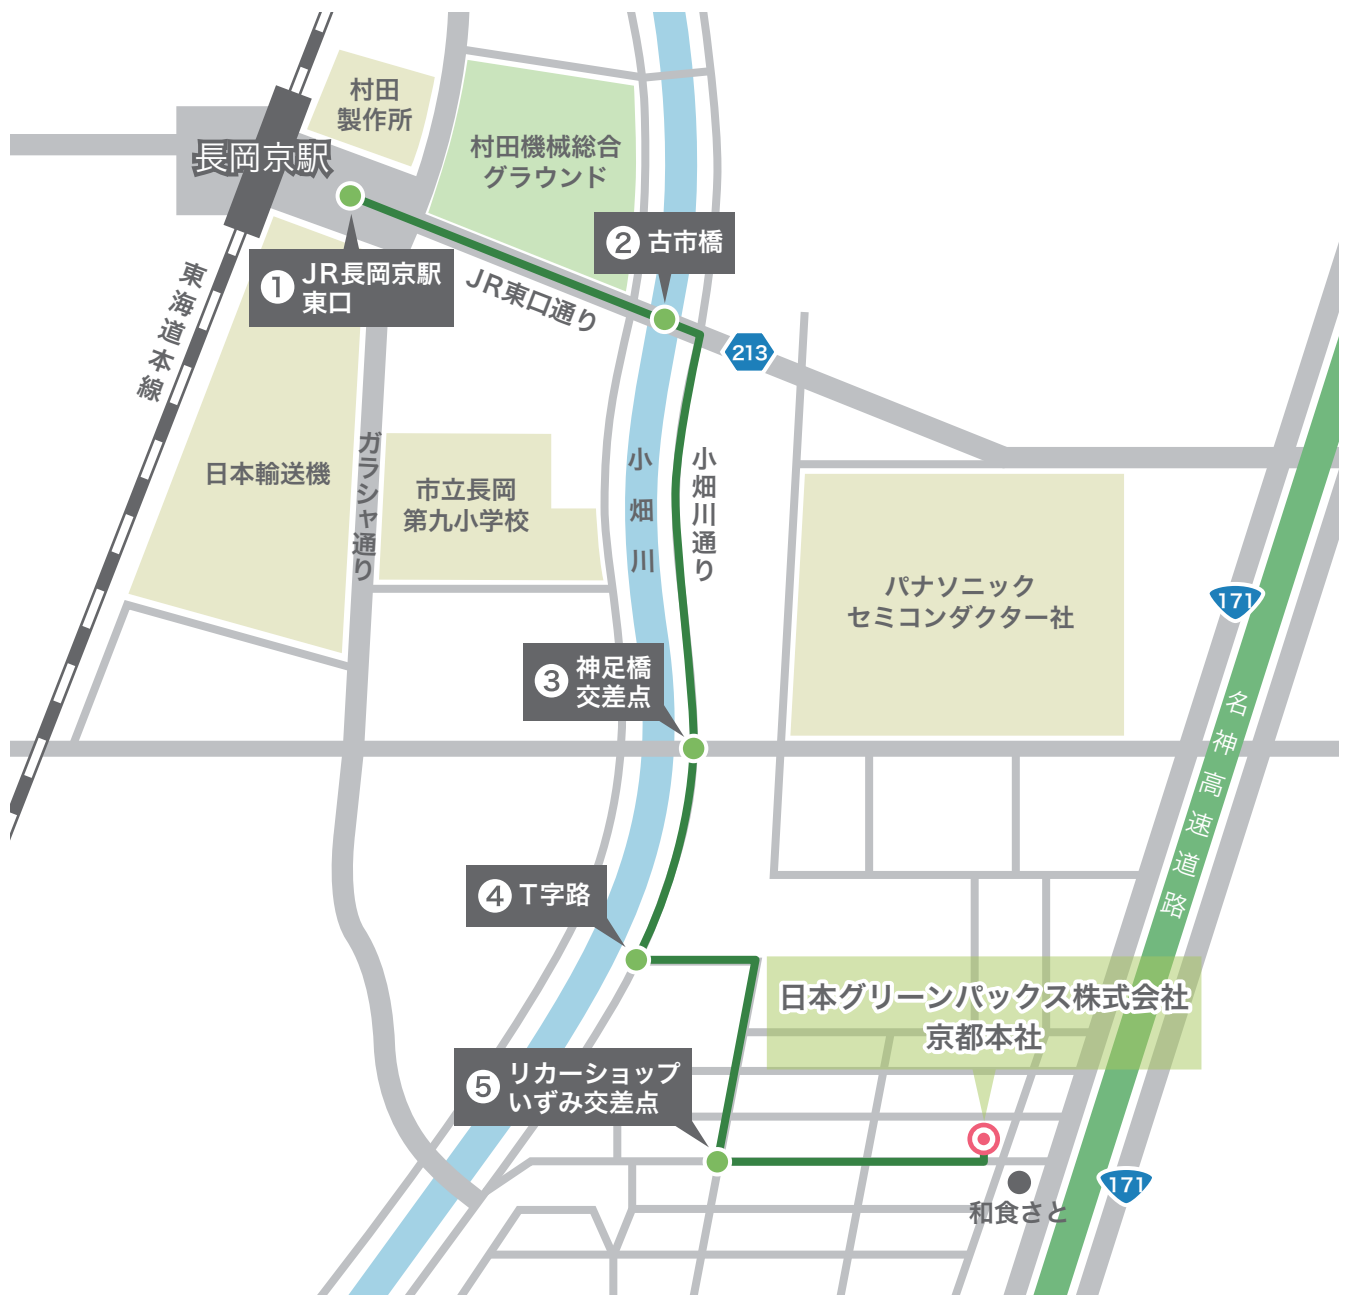 村田
製作所
長岡京駅
村田機械総合
グラウンド
2 古市橋
1 JR長岡京駅
東口
JR東口通り
213
東海道本線
日本輸送機
ガラシャ通り
市立長岡
第九小学校
小畑川
小畑川通り
パナソニック
セミコンダクター社
171
名神高速道路
3 神足橋
交差点
4 T字路
日本グリーンパックス株式会社
京都本社
5 リカーショップ
いずみ交差点
171
和食さと